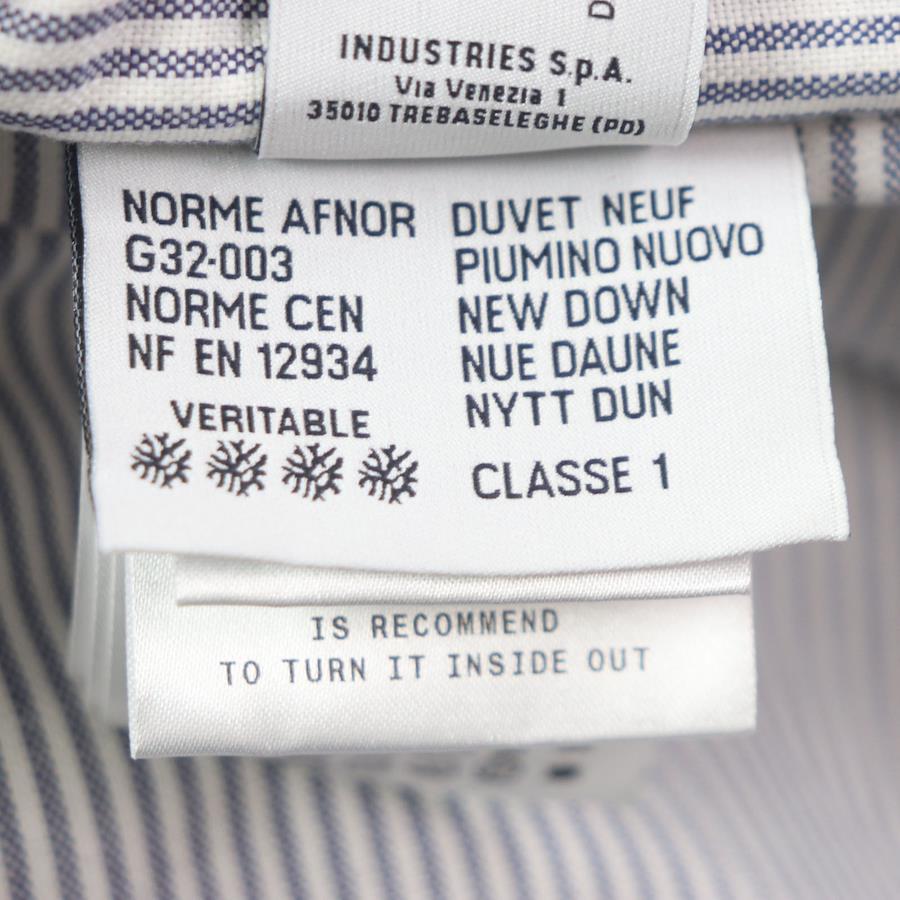 INDUSTRIES S.p.A.
Via Venezia 1
35010 TREBASELEGHE (PD)
NORME AFNOR
G32-003
NORME CEN
NF EN 12934
VERITABLE
DUVET NEUF
PIUMINO NUOVO
NEW DOWN
NUE DAUNE
NYTT DUN
CLASSE 1
IS RECOMMEND
TO TURN IT INSIDE OUT